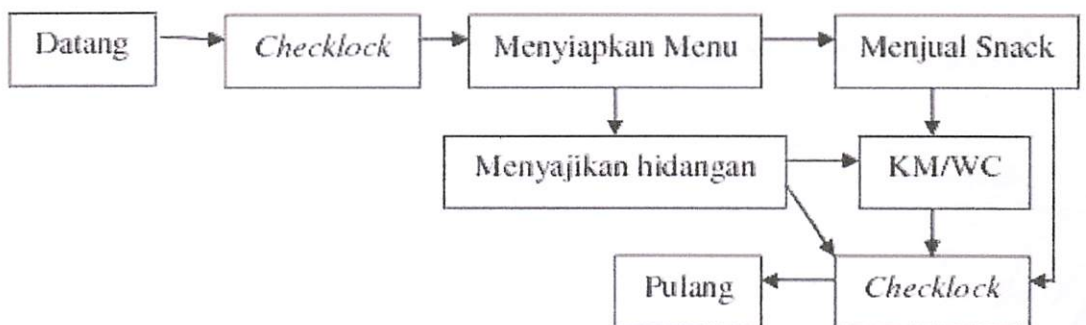 Datang
Checklock
Menyiapkan Menu
Menjual Snack
Menyajikan hidangan
KM/WC
Pulang
Checklock